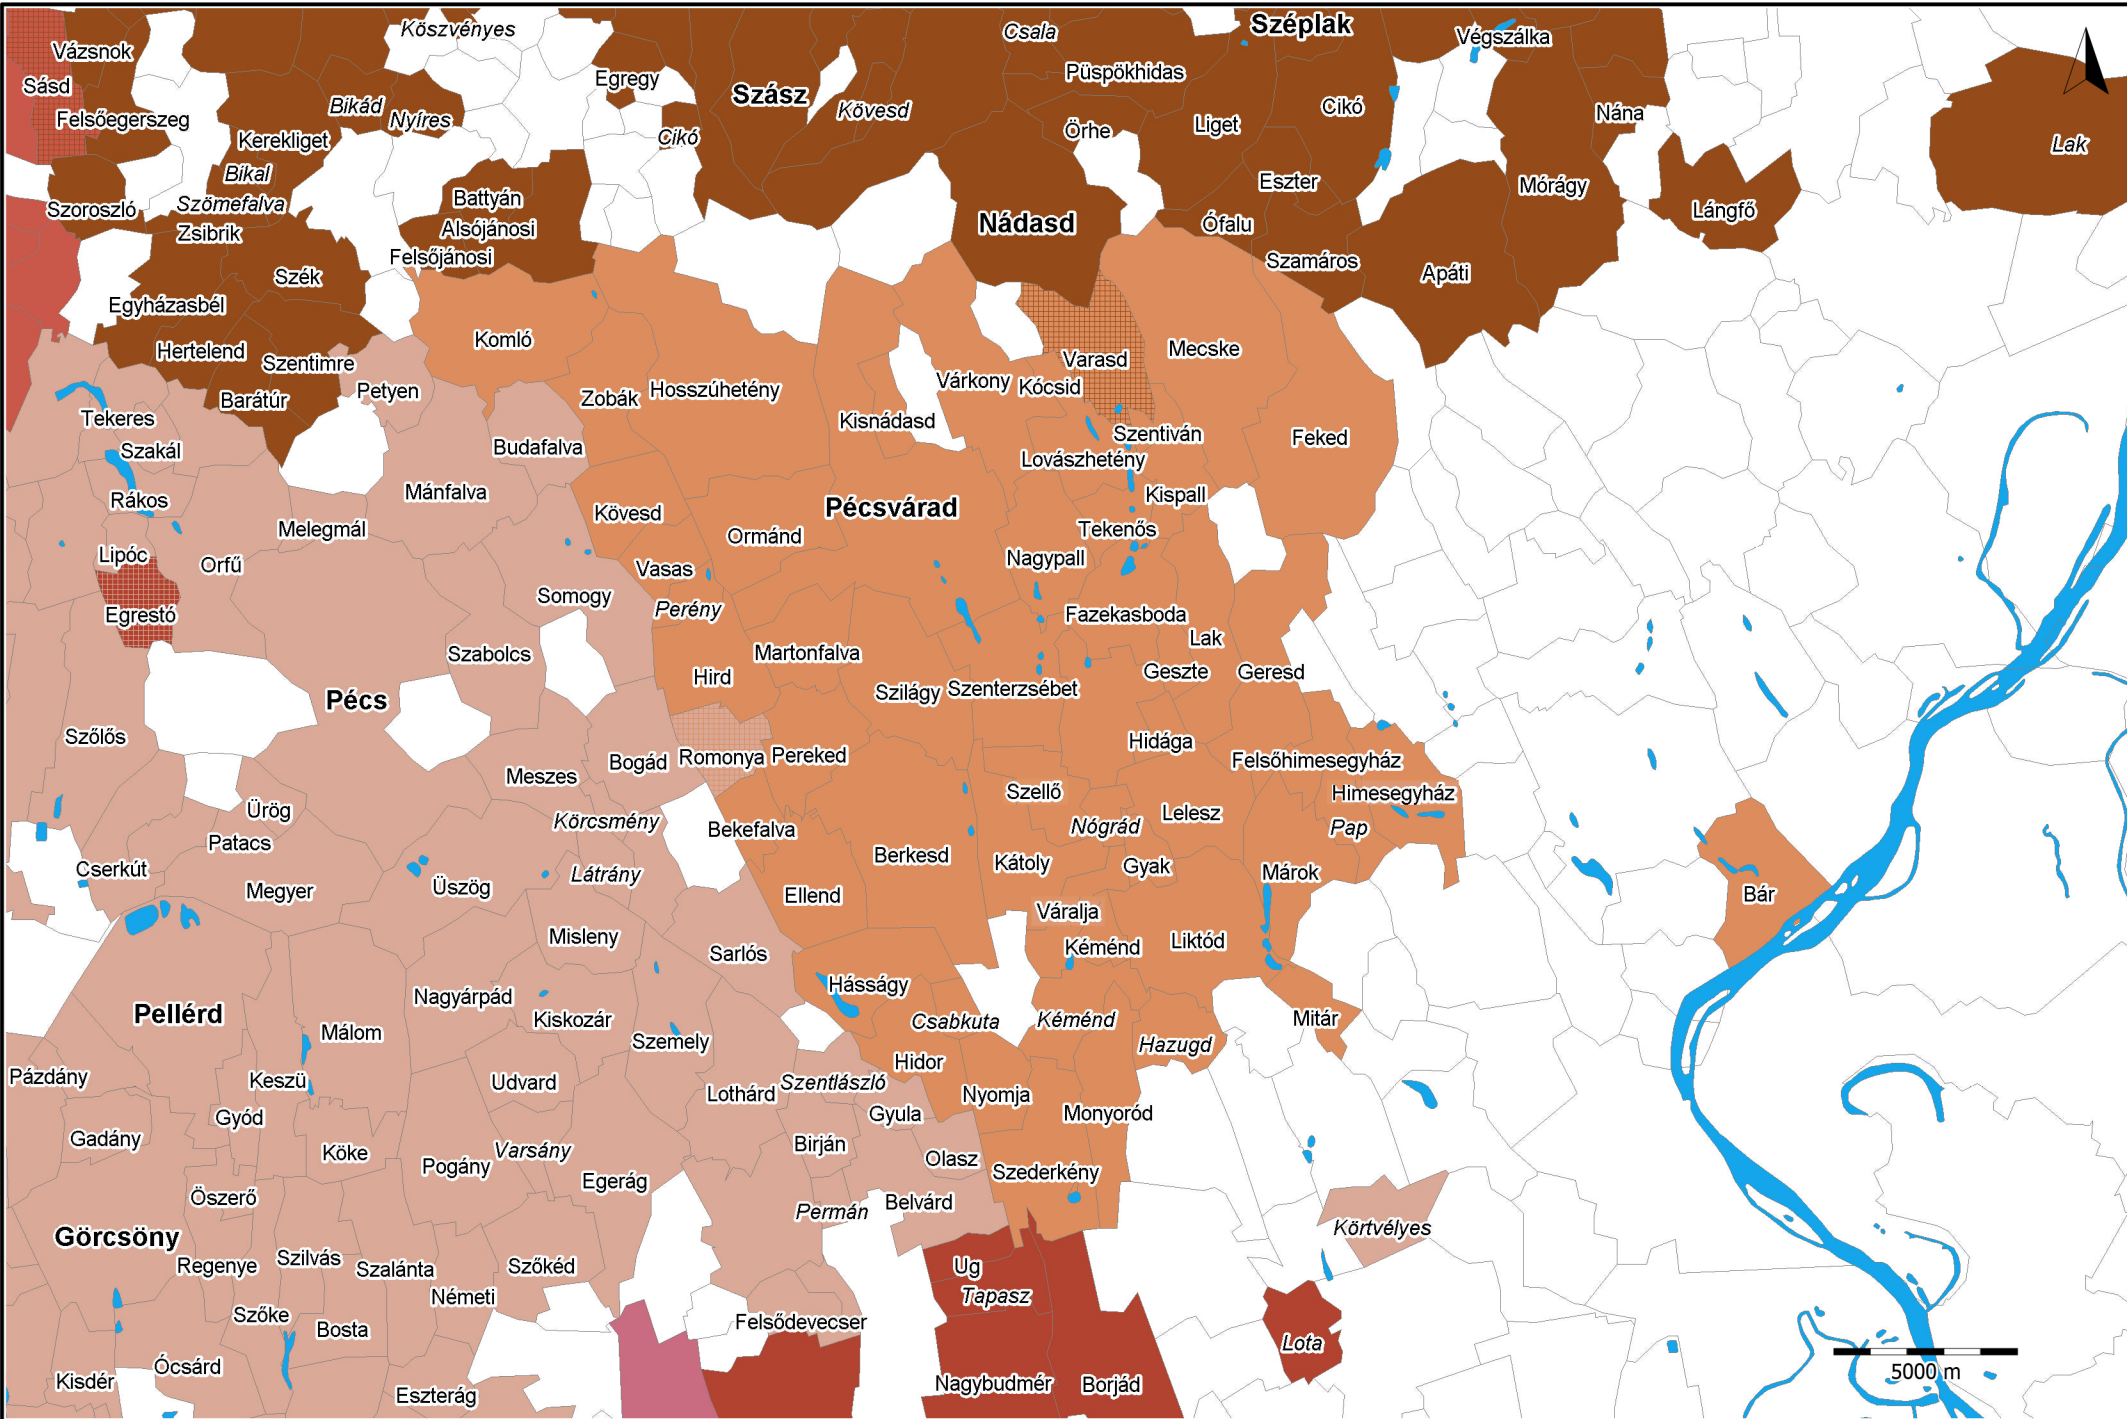 Köszvényes
Csala
Széplak
Végszálka
Vázsnok
Sásd
Egregy
Szász
Püspökhidas
Felsőegerszeg
Bikád
Nyíres
Kövesd
Cikó
Nána
Kerekliget
Cikó
Örhe
Liget
Lak
Bikal
Eszter
Mórágy
Szoroszló
Szömefalva
Battyán
Lángfő
Zsibrik
Alsójánosi
Nádasd
Ófalu
Felsőjánosi
Szamáros
Szék
Apáti
Egyházasbél
Komló
Hertelend
Szentimre
Varasd
Mecske
Petyen
Barátúr
Zobák
Hosszúhetény
Várkony
Kócsid
Tekeres
Kisnádasd
Szakál
Budafalva
Szentiván
Feked
Lovászhetény
Rákos
Mánfalva
Kispall
Melegmál
Kövesd
Pécsvárad
Ormánd
Tekenős
Lipóc
Orfű
Vasas
Nagypall
Egrestó
Somogy
Perény
Fazekasboda
Szabolcs
Martonfalva
Lak
Hird
Geszte
Geresd
Pécs
Szilágy
Szenterzsébet
Szőlős
Hidága
Bogád
Romonya
Pereked
Felsőhimesegyház
Meszes
Szellő
Himesegyház
Ürög
Körcsmény
Bekefalva
Lelesz
Nógrád
Pap
Patacs
Cserkút
Berkesd
Kátoly
Gyak
Márok
Megyer
Üszög
Látrány
Ellend
Bár
Váralja
Misleny
Sarlós
Kéménd
Liktód
Hásságy
Nagyárpád
Pellérd
Málom
Kiskozár
Csabkuta
Kéménd
Mitár
Szemely
Hazugd
Hidor
Pázdány
Keszü
Udvard
Lothárd
Szentlászló
Nyomja
Gyód
Gyula
Monyoród
Gadány
Köke
Varsány
Birján
Pogány
Olasz
Egerág
Szederkény
Öszerő
Permán
Belvárd
Körtvélyes
Görcsöny
Regenye
Szilvás
Szalánta
Szőkéd
Ug
Németi
Tapasz
Szőke
Bosta
Felsődevecser
Lota
Ócsárd
5000 m
Kisdér
Eszterág
Nagybudmér
Borjád